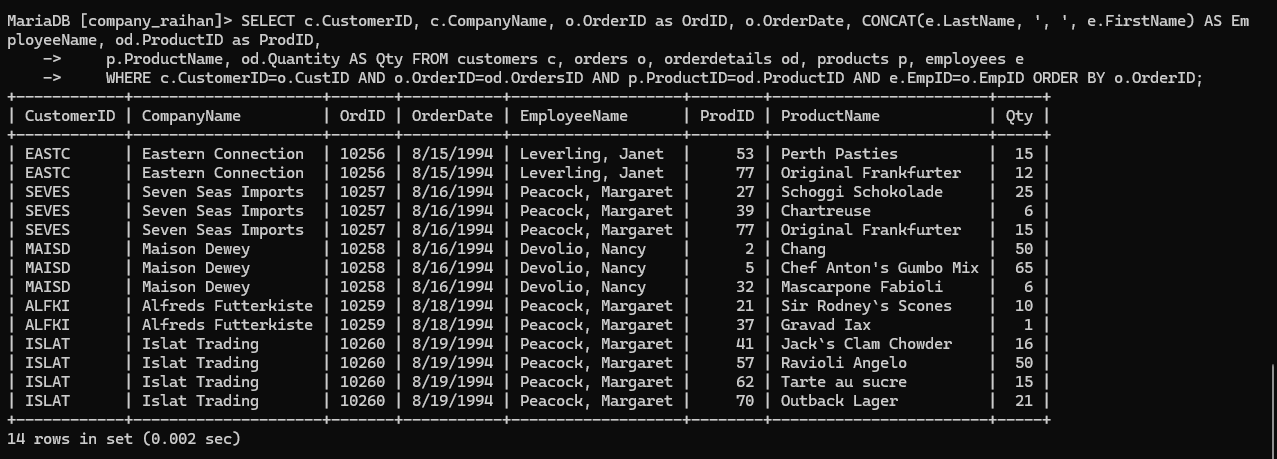 MariaDB [company_raihan]> SELECT c.CustomerID, c.CompanyName, o.OrderID as OrdID, o.OrderDate, CONCAT(e.LastName, ', ', e.FirstName) AS Em
ployeeName, od.ProductID as ProdID,
    ->     p.ProductName, od.Quantity AS Qty FROM customers c, orders o, orderdetails od, products p, employees e
    ->     WHERE c.CustomerID=o.CustID AND o.OrderID=od.OrdersID AND p.ProductID=od.ProductID AND e.EmpID=o.EmpID ORDER BY o.OrderID;
+------------+---------------------+-------+-----------+-------------------+--------+------------------------+-----+
| CustomerID | CompanyName         | OrdID | OrderDate | EmployeeName      | ProdID | ProductName            | Qty |
+------------+---------------------+-------+-----------+-------------------+--------+------------------------+-----+
| EASTC      | Eastern Connection  | 10256 | 8/15/1994 | Leverling, Janet  |     53 | Perth Pasties          |  15 |
| EASTC      | Eastern Connection  | 10256 | 8/15/1994 | Leverling, Janet  |     77 | Original Frankfurter   |  12 |
| SEVES      | Seven Seas Imports  | 10257 | 8/16/1994 | Peacock, Margaret |     27 | Schoggi Schokolade     |  25 |
| SEVES      | Seven Seas Imports  | 10257 | 8/16/1994 | Peacock, Margaret |     39 | Chartreuse             |   6 |
| SEVES      | Seven Seas Imports  | 10257 | 8/16/1994 | Peacock, Margaret |     77 | Original Frankfurter   |  15 |
| MAISD      | Maison Dewey        | 10258 | 8/16/1994 | Devolio, Nancy    |      2 | Chang                  |  50 |
| MAISD      | Maison Dewey        | 10258 | 8/16/1994 | Devolio, Nancy    |      5 | Chef Anton's Gumbo Mix |  65 |
| MAISD      | Maison Dewey        | 10258 | 8/16/1994 | Devolio, Nancy    |     32 | Mascarpone Fabioli     |   6 |
| ALFKI      | Alfreds Futterkiste | 10259 | 8/18/1994 | Peacock, Margaret |     21 | Sir Rodney`s Scones    |  10 |
| ALFKI      | Alfreds Futterkiste | 10259 | 8/18/1994 | Peacock, Margaret |     37 | Gravad Iax             |   1 |
| ISLAT      | Islat Trading       | 10260 | 8/19/1994 | Peacock, Margaret |     41 | Jack`s Clam Chowder    |  16 |
| ISLAT      | Islat Trading       | 10260 | 8/19/1994 | Peacock, Margaret |     57 | Ravioli Angelo         |  50 |
| ISLAT      | Islat Trading       | 10260 | 8/19/1994 | Peacock, Margaret |     62 | Tarte au sucre         |  15 |
| ISLAT      | Islat Trading       | 10260 | 8/19/1994 | Peacock, Margaret |     70 | Outback Lager          |  21 |
+------------+---------------------+-------+-----------+-------------------+--------+------------------------+-----+
14 rows in set (0.002 sec)